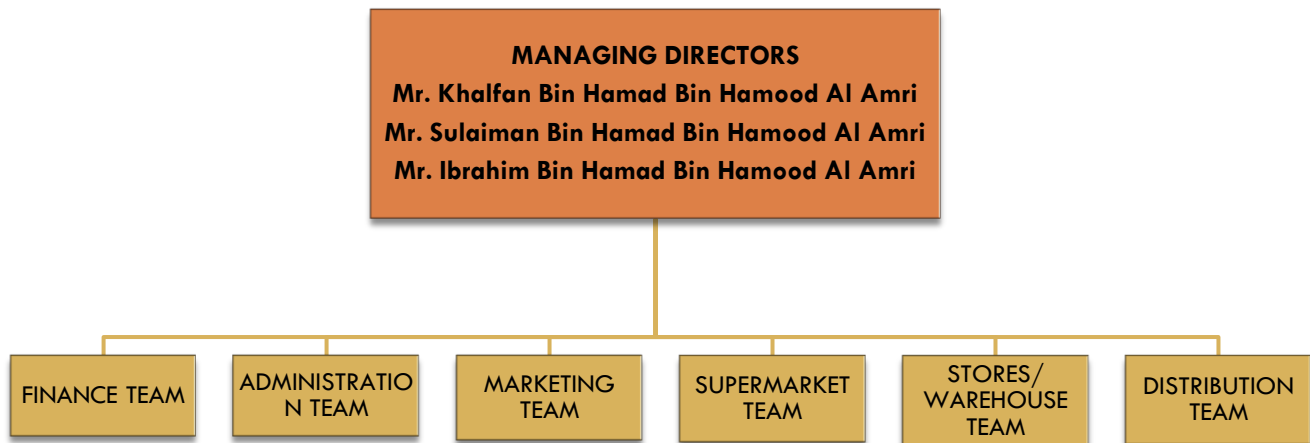 MANAGING DIRECTORS
Mr. Khalfan Bin Hamad Bin Hamood Al Amri
Mr. Sulaiman Bin Hamad Bin Hamood Al Amri
Mr. Ibrahim Bin Hamad Bin Hamood Al Amri
FINANCE TEAM
ADMINISTRATIO
N TEAM
MARKETING
TEAM
SUPERMARKET
TEAM
STORES/
WAREHOUSE
TEAM
DISTRIBUTION
TEAM